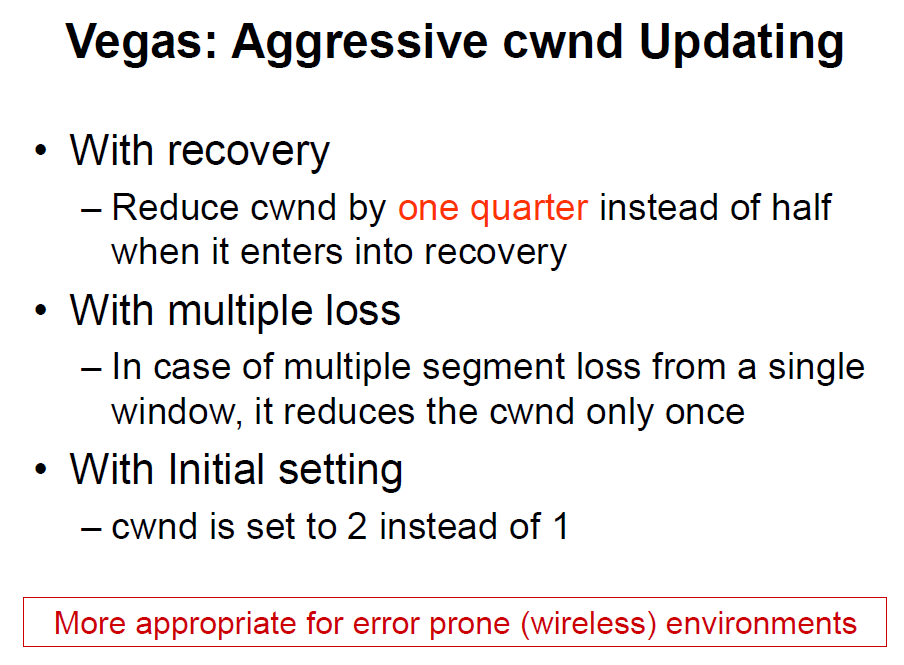 Vegas: Aggressive cwnd Updating
• With recovery
– Reduce cwnd by one quarter instead of half
when it enters into recovery
• With multiple loss
– In case of multiple segment loss from a single
window, it reduces the cwnd only once
• With Initial setting
– cwnd is set to 2 instead of 1
More appropriate for error prone (wireless) environments